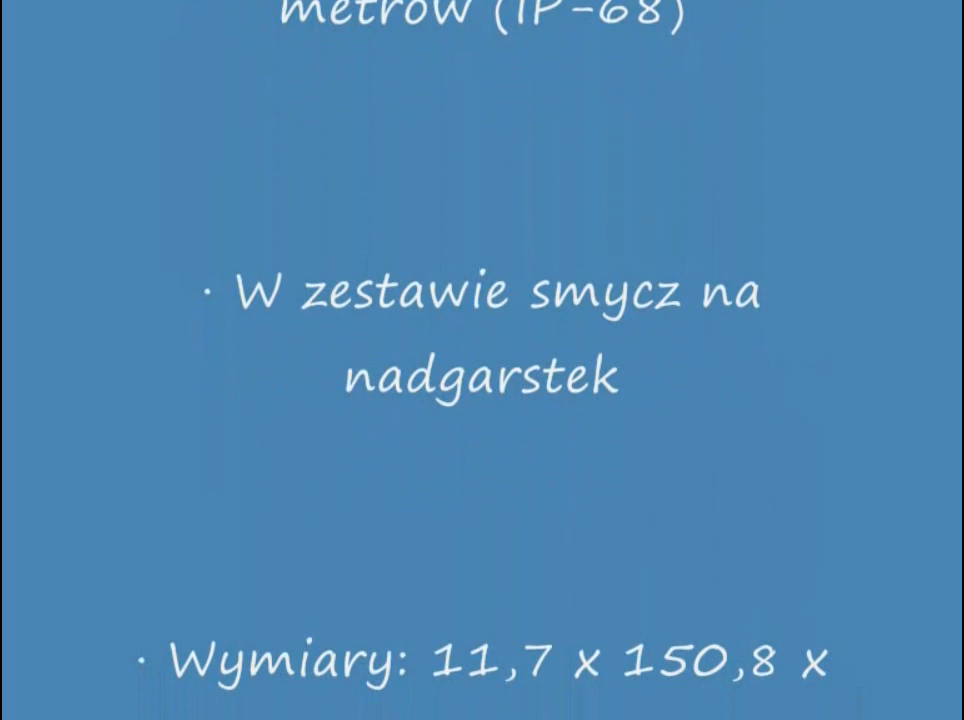 metrów (IP-68)
· W zestawie smycz na
nadgarstek
· Wymiary: 11,7 x 150,8 x